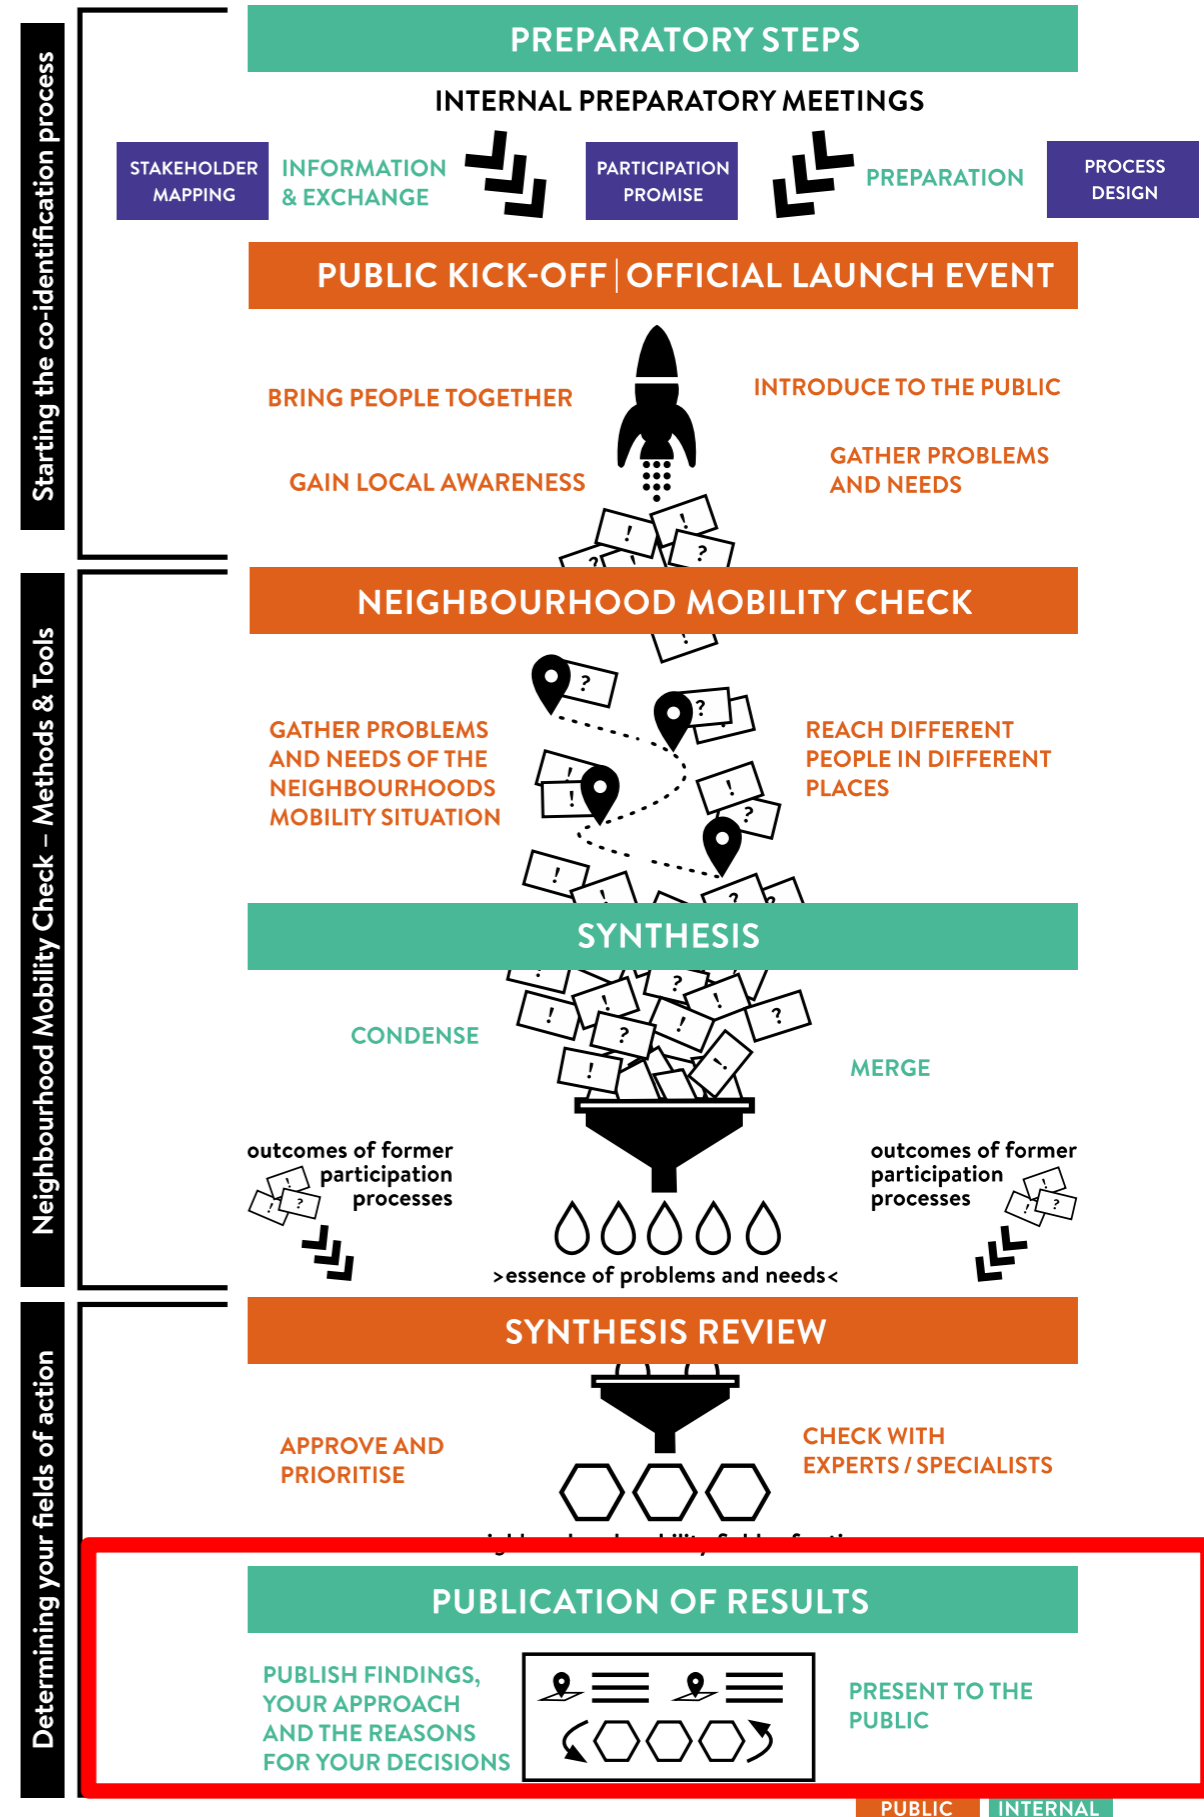 Starting the co-identification process
PREPARATORY STEPS
INTERNAL PREPARATORY MEETINGS
STAKEHOLDER
MAPPING
INFORMATION
& EXCHANGE
PARTICIPATION
PROMISE
PREPARATION
PROCESS
DESIGN
PUBLIC KICK-OFF | OFFICIAL LAUNCH EVENT
BRING PEOPLE TOGETHER
INTRODUCE TO THE PUBLIC
GAIN LOCAL AWARENESS
GATHER PROBLEMS
AND NEEDS
Neighbourhood Mobility Check – Methods & Tools
NEIGHBOURHOOD MOBILITY CHECK
GATHER PROBLEMS
AND NEEDS OF THE
NEIGHBOURHOODS
MOBILITY SITUATION
REACH DIFFERENT
PEOPLE IN DIFFERENT
PLACES
SYNTHESIS
CONDENSE
MERGE
outcomes of former
participation
processes
outcomes of former
participation
processes
>essence of problems and needs<
Determining your fields of action
SYNTHESIS REVIEW
APPROVE AND
PRIORITISE
CHECK WITH
EXPERTS / SPECIALISTS
PUBLICATION OF RESULTS
PUBLISH FINDINGS,
YOUR APPROACH
AND THE REASONS
FOR YOUR DECISIONS
PRESENT TO THE
PUBLIC
PUBLIC
INTERNAL